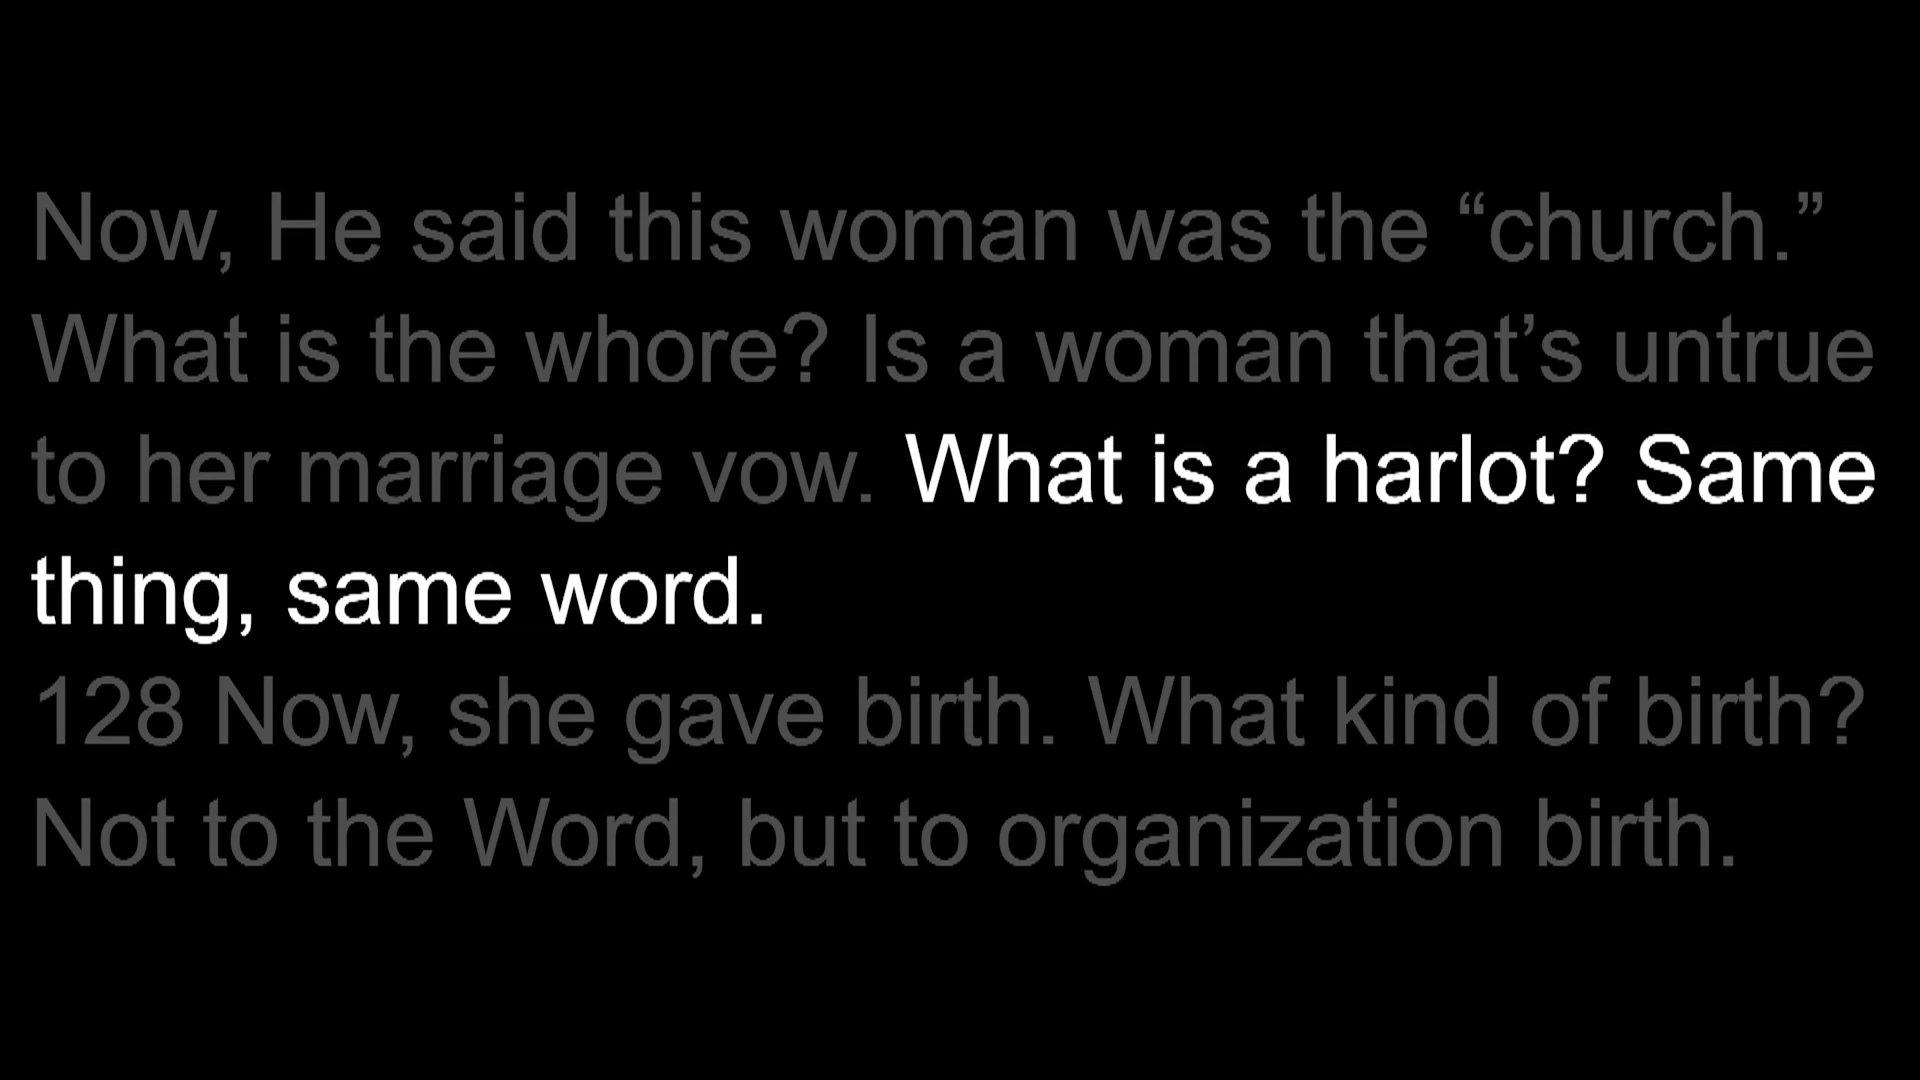 Now, He said this woman was the “church.”
What is the whore? Is a woman that’s untrue
to her marriage vow. What is a harlot? Same
thing, same word.
128 Now, she gave birth. What kind of birth?
Not to the Word, but to organization birth.